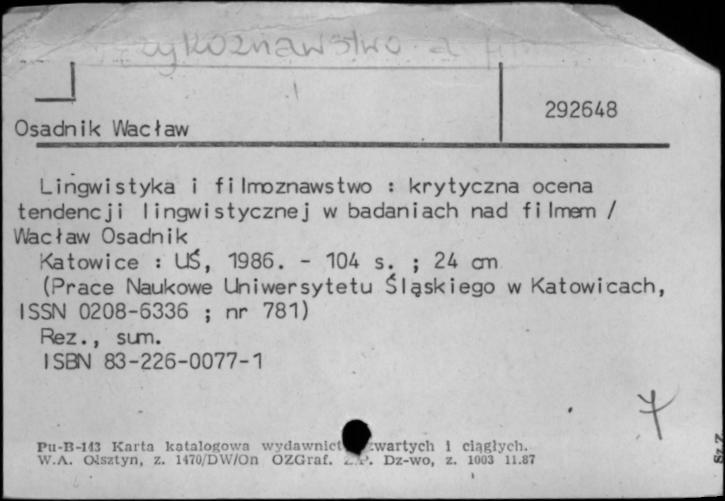 292648
Osadnik Wacław
Lingwistyka i filmoznawstwo : krytyczna ocena
tendencji lingwistycznej w badaniach nad filmem /
Wacław Osadnik
Katowice : UŚ, 1986. - 104 s. ; 24 cm
(Prace Naukowe Uniwersytetu Śląskiego w Katowicach,
ISSN 0208-6336 ; nr 781)
Rez., sum.
ISBN 83-226-0077-1
7
Pu-B-143 Karta katalogowa ciągłych.
W.A. Olsztyn, z. 1470/DW/On OZGraf. Dz-wo, z. 1003 11.87
Sz.Z.